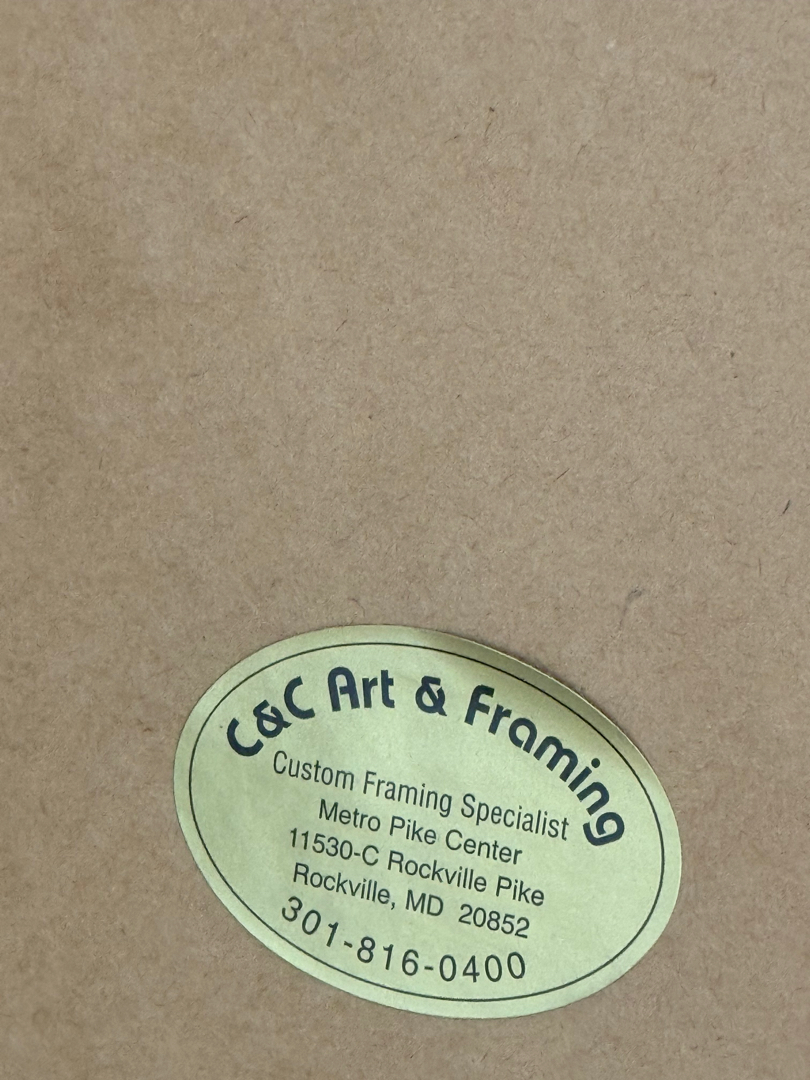 C&C Art & Framing
Custom Framing Specialist
Metro Pike Center
11530-C Rockville Pike
Rockville, MD 20852
301-816-0400